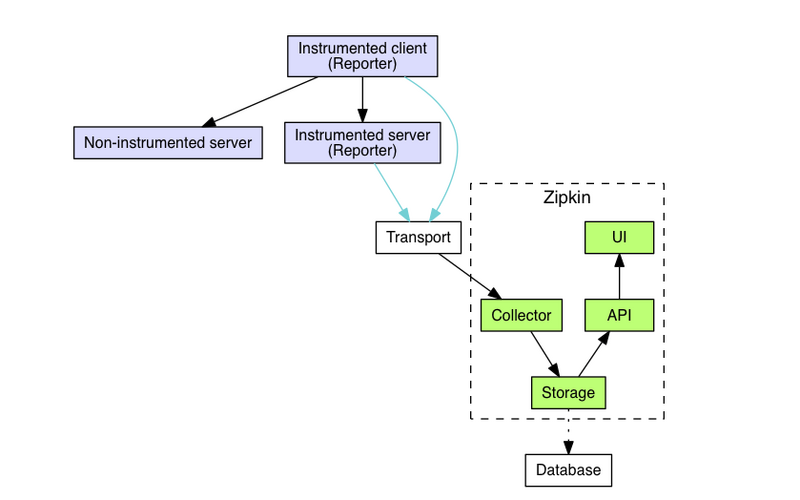 Instrumented client
(Reporter)
Non-instrumented server
Instrumented server
(Reporter)
Zipkin
Transport
UI
Collector
API
Storage
Database